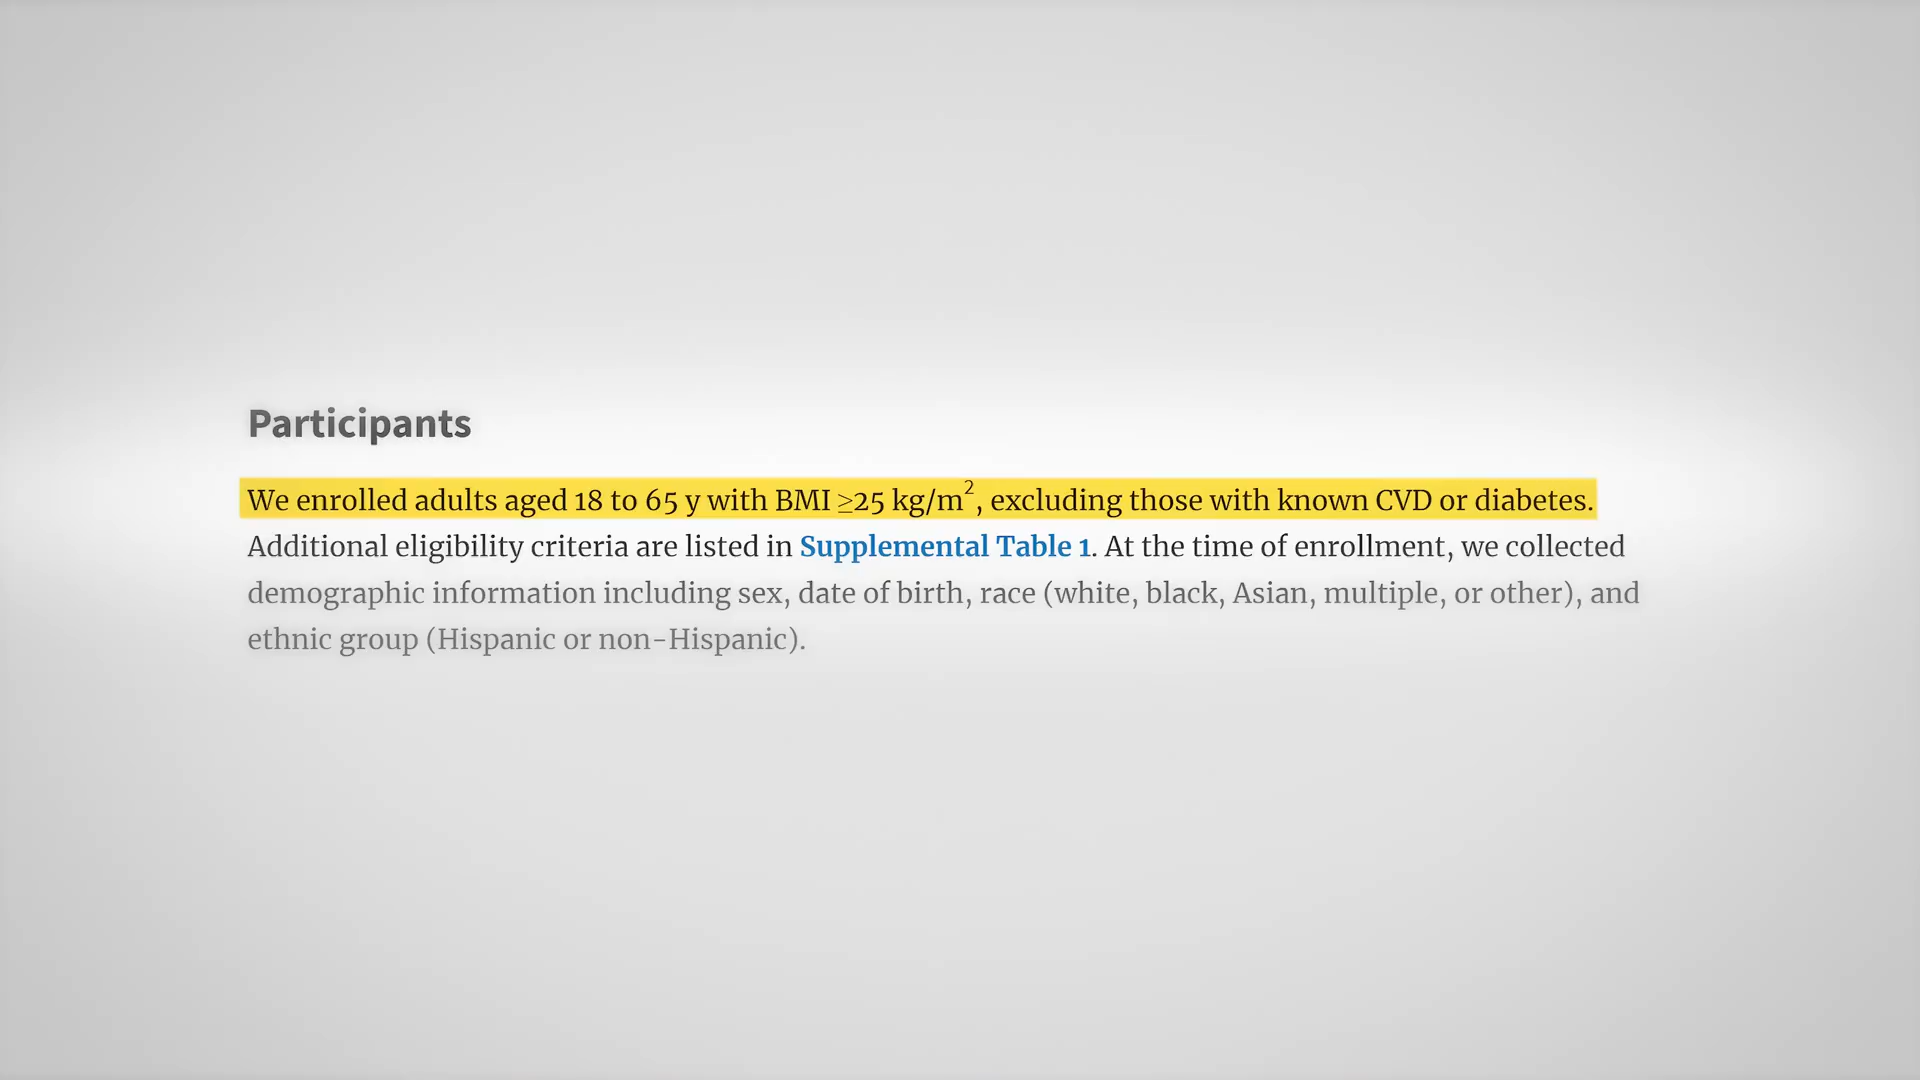 Participants
We enrolled adults aged 18 to 65 y with BMI ≥25 kg/m², excluding those with known CVD or diabetes.
Additional eligibility criteria are listed in Supplemental Table 1. At the time of enrollment, we collected
demographic information including sex, date of birth, race (white, black, Asian, multiple, or other), and
ethnic group (Hispanic or non-Hispanic).